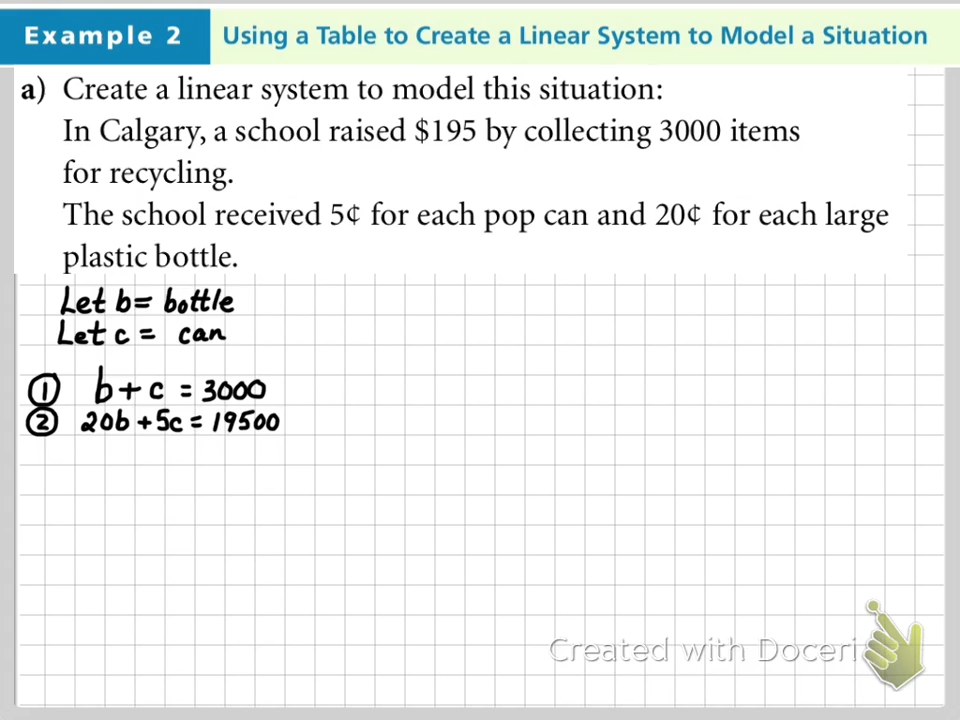 Example 2 Using a Table to Create a Linear System to Model a Situation
a) Create a linear system to model this situation:
In Calgary, a school raised $195 by collecting 3000 items
for recycling.
The school received 5¢ for each pop can and 20¢ for each large
plastic bottle.
Let b= bottle
Let c = can
① b+c = 3000
② 20b +5c = 19500
Created with Doceri